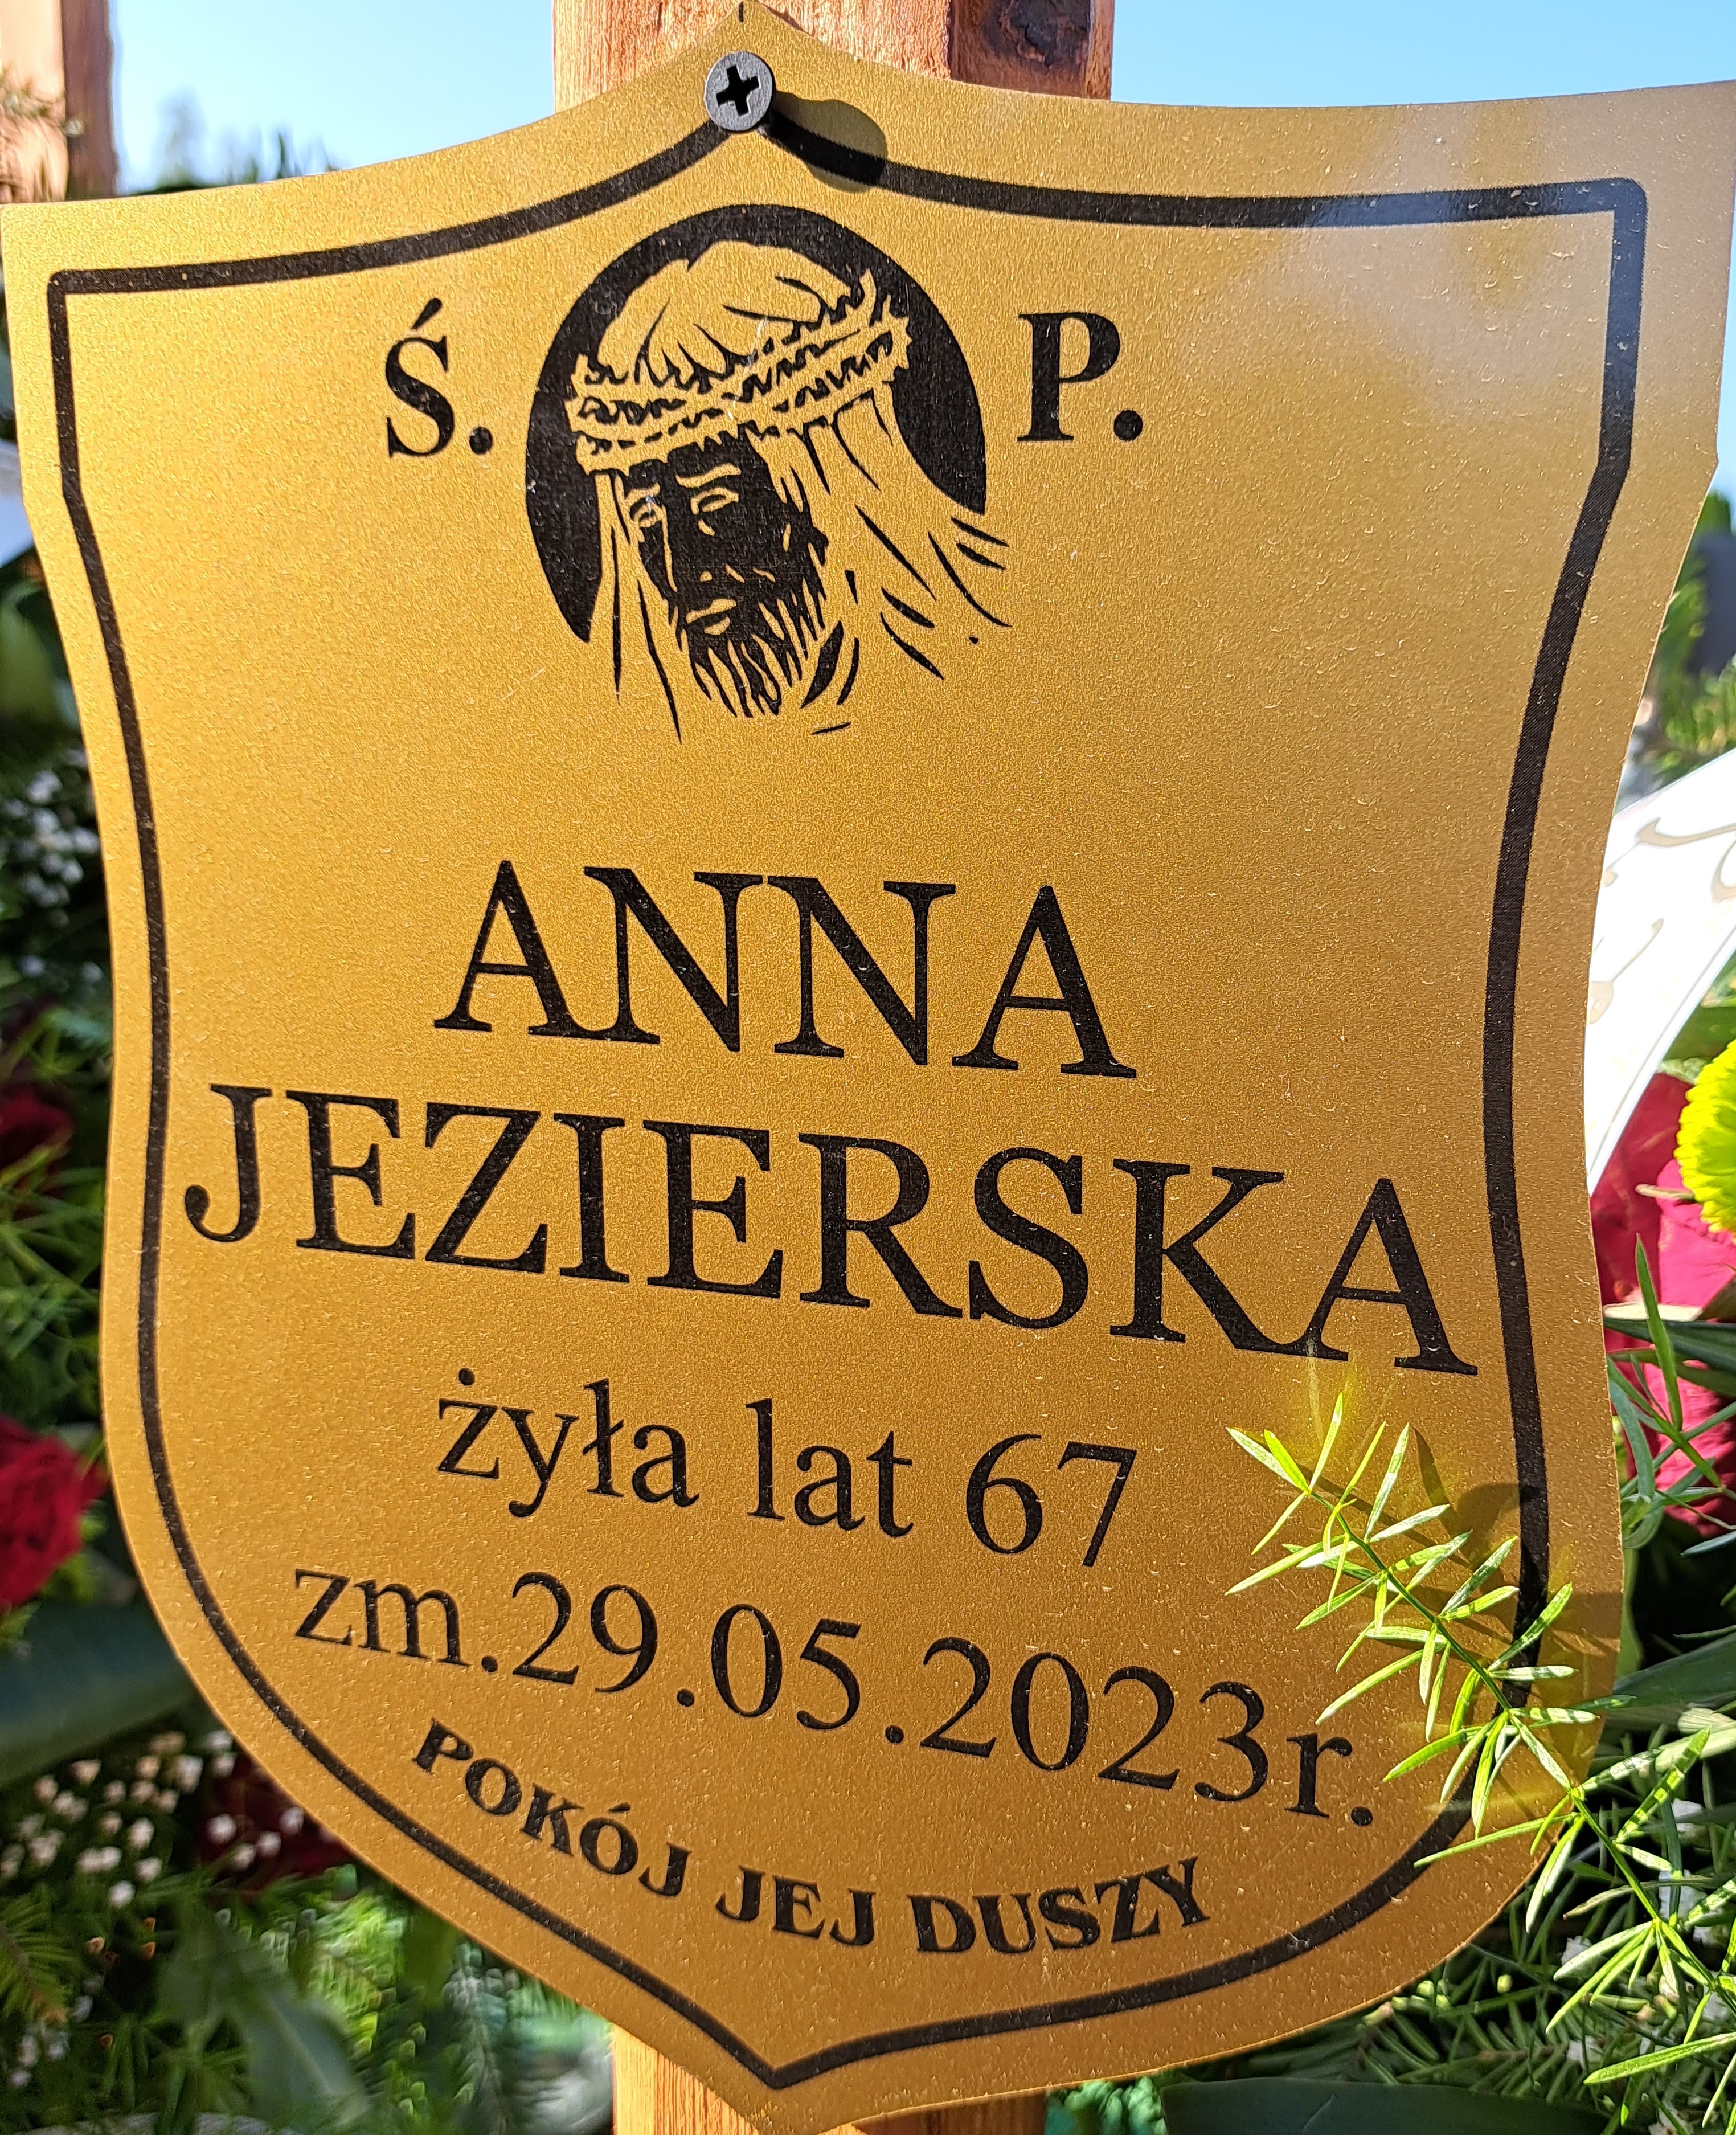 Ś. P.
ANNA
JEZIERSKA
żyła lat 67
zm.29.05.2023r.
POKÓJ JEJ DUSZY